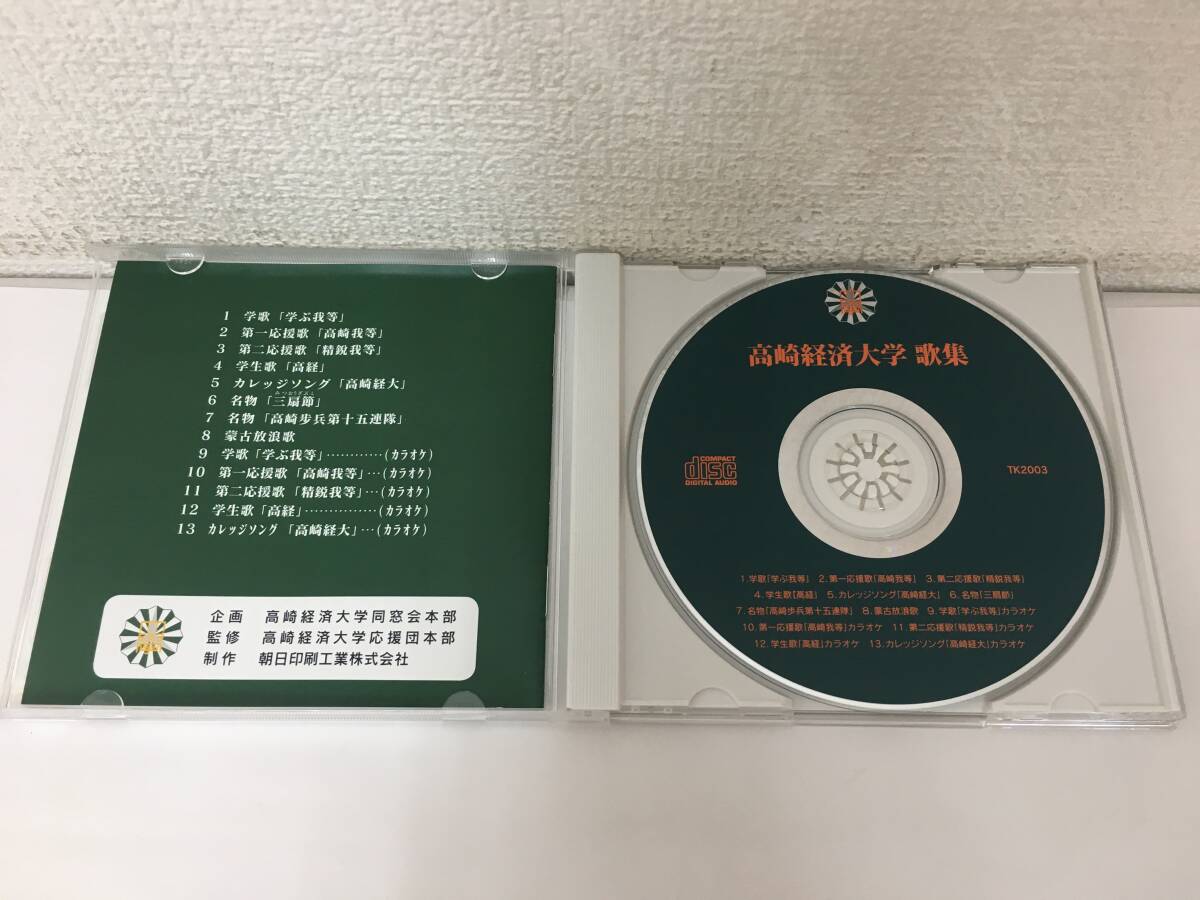 1 学歌「学ぶ我等」
2 第一応援歌「高崎我等」
3 第二応援歌「精鋭我等」
4 学生歌「高経」
5 カレッジソング「高崎経大」
6 名物「三扇節」
7 名物「高崎歩兵第十五連隊」
8 蒙古放浪歌
9 学歌「学ぶ我等」…………(カラオケ)
10 第一応援歌「高崎我等」…(カラオケ)
11 第二応援歌「精鋭我等」…(カラオケ)
12 学生歌「高経」……………(カラオケ)
13 カレッジソング「高崎経大」…(カラオケ)
企画 高崎経済大学同窓会本部
監修 高崎経済大学応援団本部
制作 朝日印刷工業株式会社
高崎経済大学 歌集
COMPACT
disc
DIGITAL AUDIO
TK2003
1.学歌「学ぶ我等」 2.第一応援歌「高崎我等」 3.第二応援歌「精鋭我等」
4.学生歌「高経」 5.カレッジソング「高崎経大」 6.名物「三扇節」
7.名物「高崎歩兵第十五連隊」 8.蒙古放浪歌 9.学歌「学ぶ我等」カラオケ
10.第一応援歌「高崎我等」カラオケ 11.第二応援歌「精鋭我等」カラオケ
12.学生歌「高経」カラオケ 13.カレッジソング「高崎経大」カラオケ